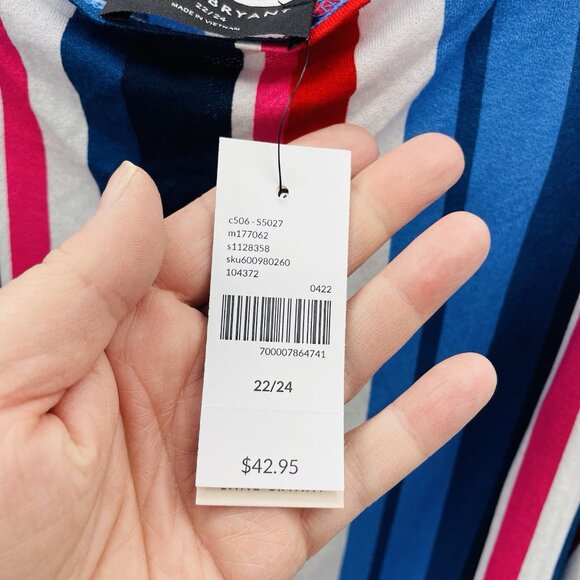 BRYANT
22/24
MADE IN VIETNAM
c506 - S5027
m177062
s1128358
sku600980260
104372
0422
700007864741
22/24
$42.95